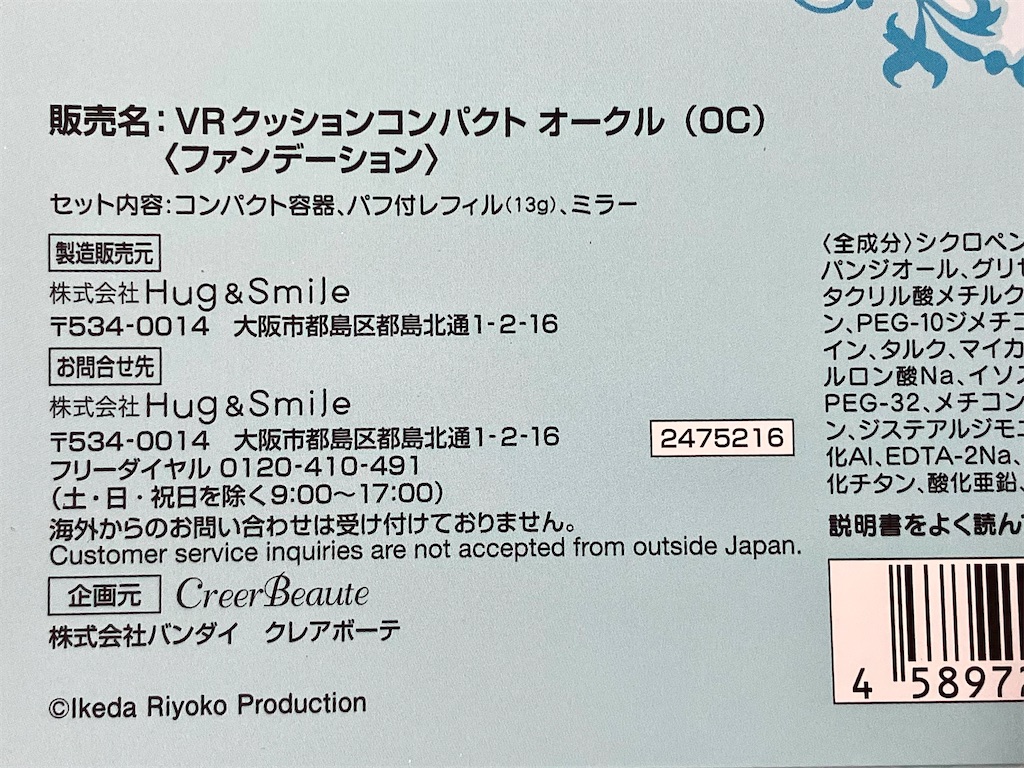 販売名：VRクッションコンパクト オークル（OC）
〈ファンデーション〉
セット内容：コンパクト容器、パフ付レフィル(13g)、ミラー
製造販売元
株式会社Hug&Smile
〒534-0014　大阪市都島区都島北通1-2-16
お問合せ先
株式会社Hug&Smile
〒534-0014　大阪市都島区都島北通1-2-16
フリーダイヤル 0120-410-491
（土・日・祝日を除く9:00〜17:00）
海外からのお問い合わせは受け付けておりません。
Customer service inquiries are not accepted from outside Japan.
企画元 CreerBeaute
株式会社バンダイ　クレアボーテ
©Ikeda Riyoko Production
2475216
〈全成分〉シクロペン
パンジオール、グリセ
タクリル酸メチルク
ン、PEG-10ジメチコ
イン、タルク、マイカ
ルロン酸Na、イソス
PEG-32、メチコン
ン、ジステアルジモニ
化Al、EDTA-2Na、
化チタン、酸化亜鉛、
説明書をよく読ん
4 58972